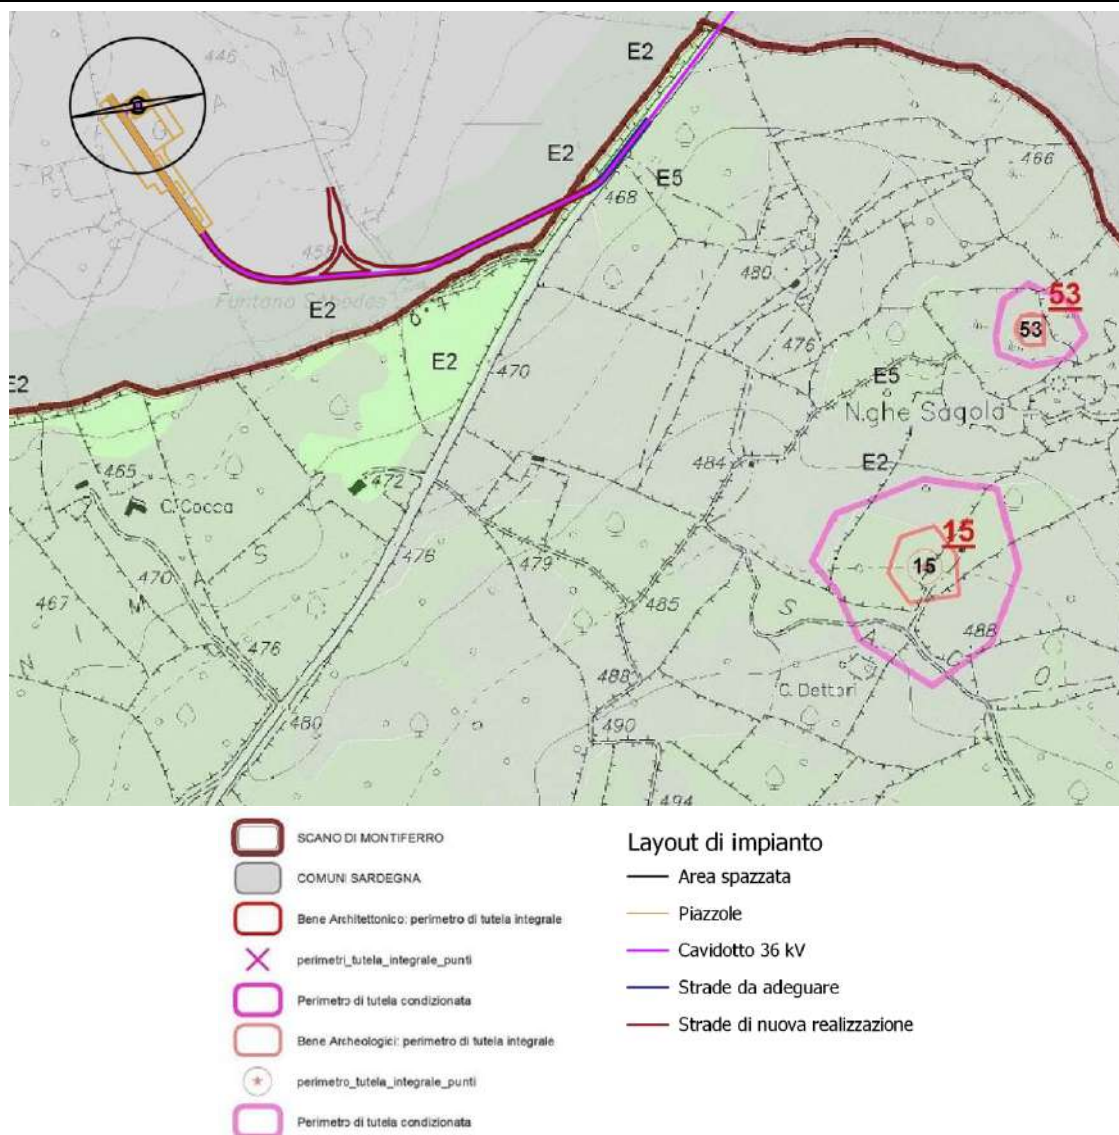 E2
446
E2
466
E5
468
480
53
53
Funtana
E2
476
E2
E2
470
E5
N.ghe Sagola
E2
472
484
465
C. Cocca
15
15
476
479
470
485
467
488
476
488
C. Dettori
480
490
494
SCANO DI MONTIFERRO
COMUNI SARDEGNA
Bene Architettonico: perimetro di tutela integrale
perimetri_tutela_integrale_punti
Perimetro di tutela condizionata
Bene Archeologici: perimetro di tutela integrale
perimetro_tutela_integrale_punti
Perimetro di tutela condizionata
Layout di impianto
Area spazzata
Piazzole
Cavidotto 36 kV
Strade da adeguare
Strade di nuova realizzazione